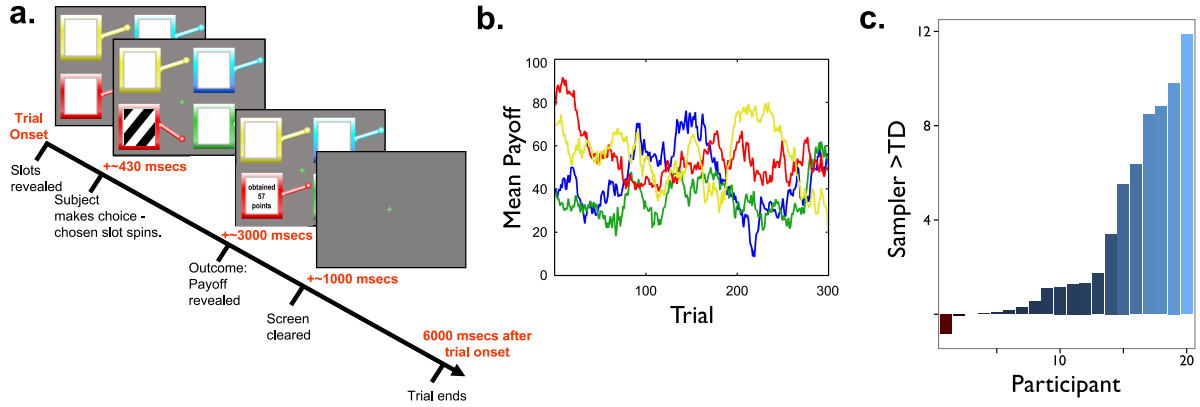 a.
Trial
Onset
Slots
revealed
+~430 msecs
Subject
makes choice -
chosen slot spins.
obtained
57
points
+~3000 msecs
Outcome:
Payoff
revealed
+~1000 msecs
Screen
cleared
6000 msecs after
trial onset
Trial ends
b.
Mean Payoff
100
80
60
40
20
0
100
200
300
Trial
c.
Sampler >TD
12
8
4
10
20
Participant